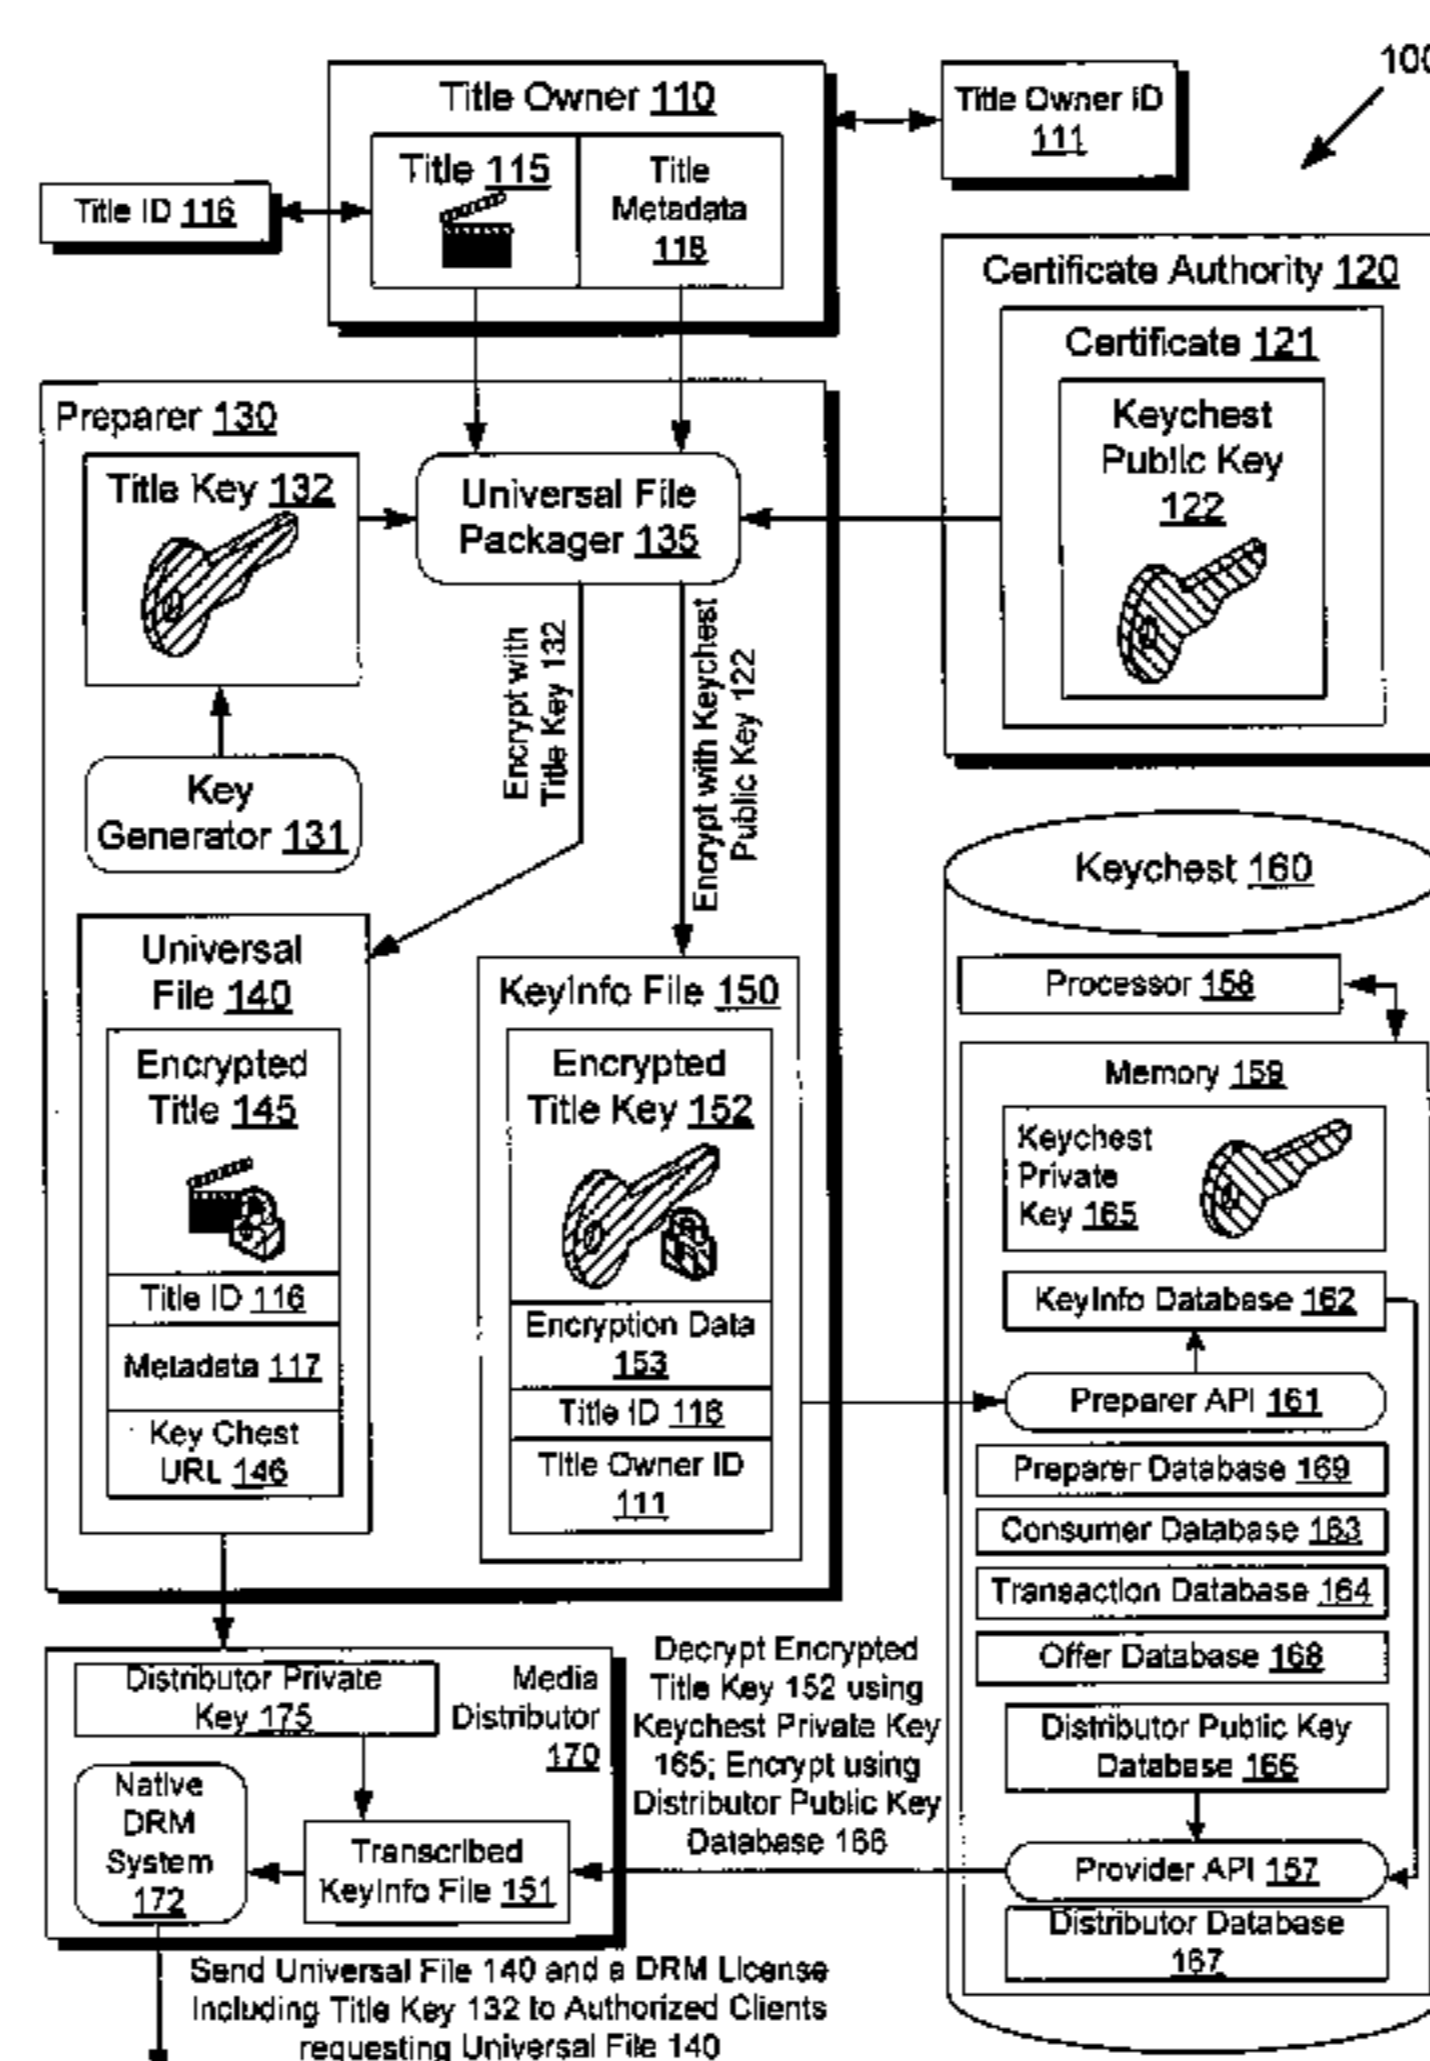 100
Title Owner 110
Title Owner ID
111
Title 115
Title
Metadata
118
Title ID 116
Certificate Authority 120
Certificate 121
Keychest
Public Key
122
Preparer 130
Title Key 132
Universal File
Packager 135
Encrypt with
Title Key 132
Encrypt with Keychest
Public Key 122
Key
Generator 131
Keychest 160
Universal
File 140
Encrypted
Title 145
Title ID 116
Metadata 117
Key Chest
URL 146
KeyInfo File 150
Encrypted
Title Key 152
Encryption Data
153
Title ID 116
Title Owner ID
111
Processor 158
Memory 159
Keychest
Private
Key 165
KeyInfo Database 162
Preparer API 161
Preparer Database 169
Consumer Database 163
Transaction Database 164
Offer Database 168
Distributor Public Key
Database 166
Provider API 157
Distributor Database
167
Distributor Private
Key 175
Media
Distributor
170
Native
DRM
System
172
Transcribed
KeyInfo File 151
Decrypt Encrypted
Title Key 152 using
Keychest Private Key
165; Encrypt using
Distributor Public Key
Database 166
Send Universal File 140 and a DRM License
Including Title Key 132 to Authorized Clients
requesting Universal File 140